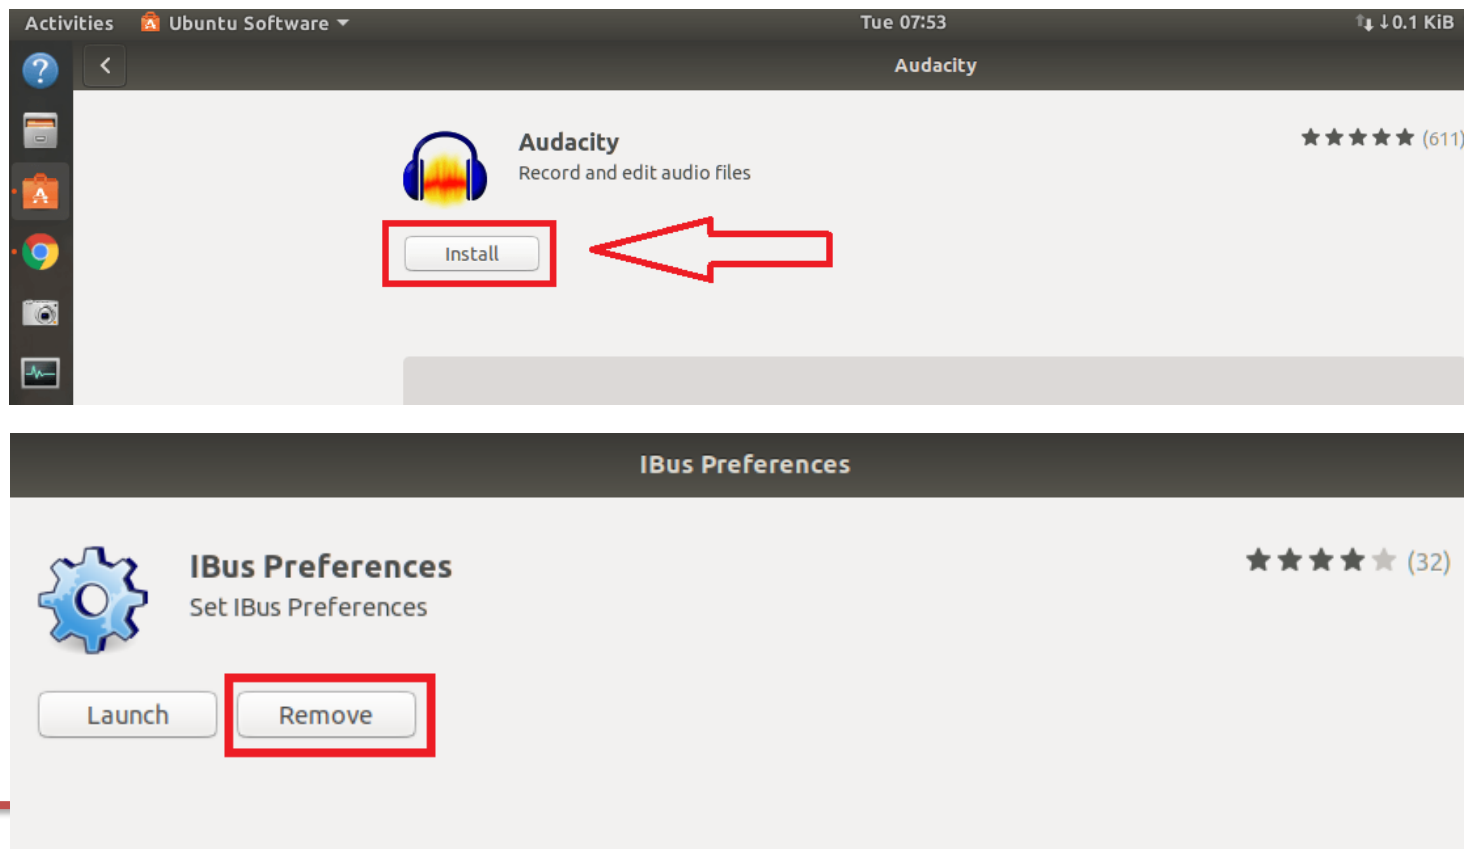 Activities Ubuntu Software Tue 07:53 0.1 KiB
Audacity
Audacity
(611)
Record and edit audio files
Install
IBus Preferences
IBus Preferences
(32)
Set IBus Preferences
Launch Remove